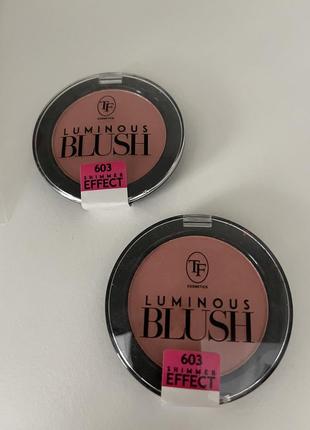 TF
COSMETICS
LUMINOUS
BLUSH
603
SHIMMER
EFFECT
TF
COSMETICS
LUMINOUS
BLUSH
603
SHIMMER
EFFECT